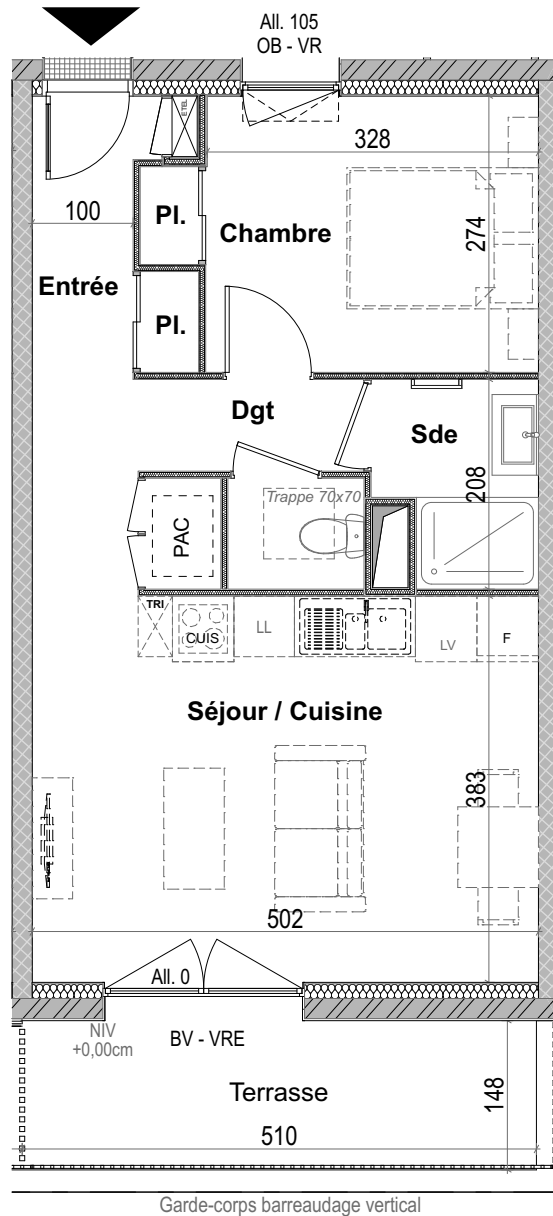 All. 105
OB - VR
ETEL
328
100
Pl.
Chambre
274
Entrée
Pl.
Dgt
Sde
208
Trappe 70x70
PAC
TRI
CUIS
LL
LV
F
Séjour / Cuisine
383
502
All. 0
NIV
+0,00cm
BV - VRE
Terrasse
148
510
Garde-corps barreaudage vertical